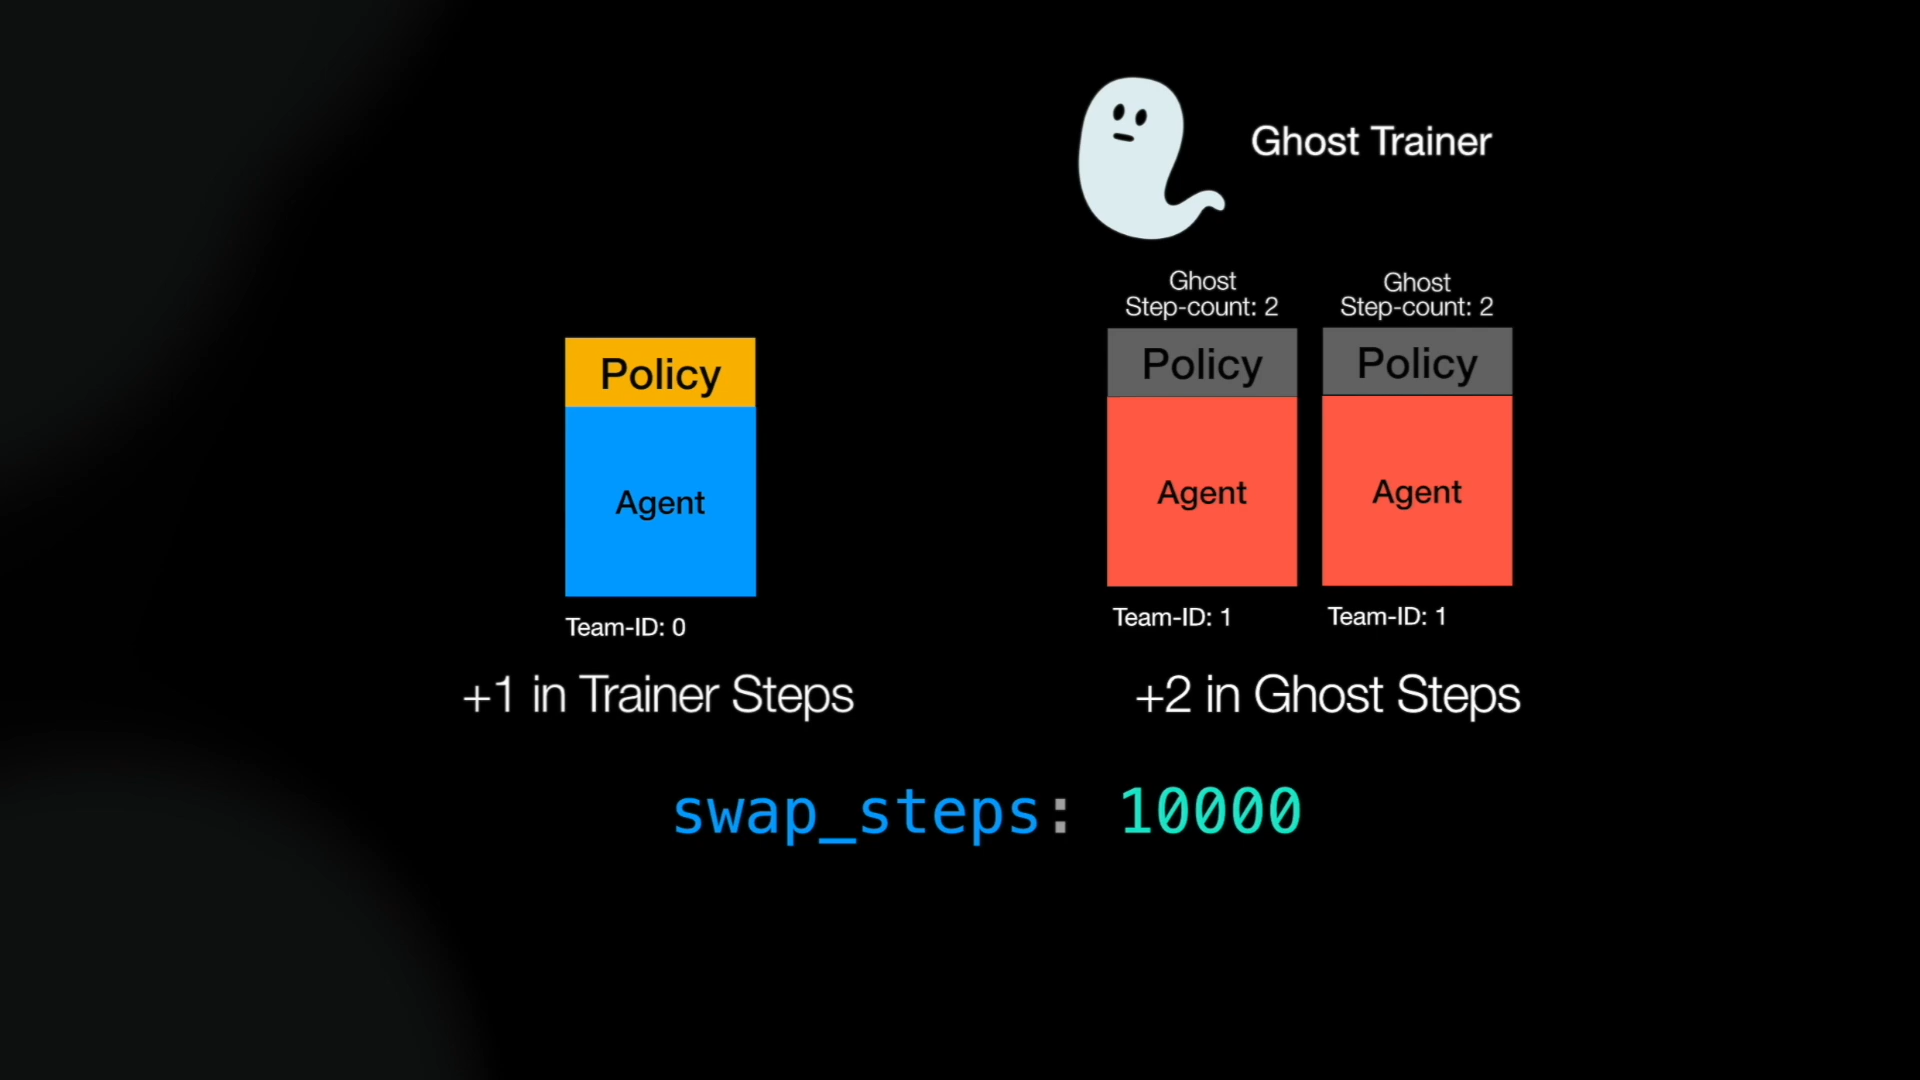 Ghost Trainer
Ghost
Step-count: 2
Ghost
Step-count: 2
Policy
Policy
Policy
Agent
Agent
Agent
Team-ID: 0
Team-ID: 1
Team-ID: 1
+1 in Trainer Steps
+2 in Ghost Steps
swap_steps: 10000